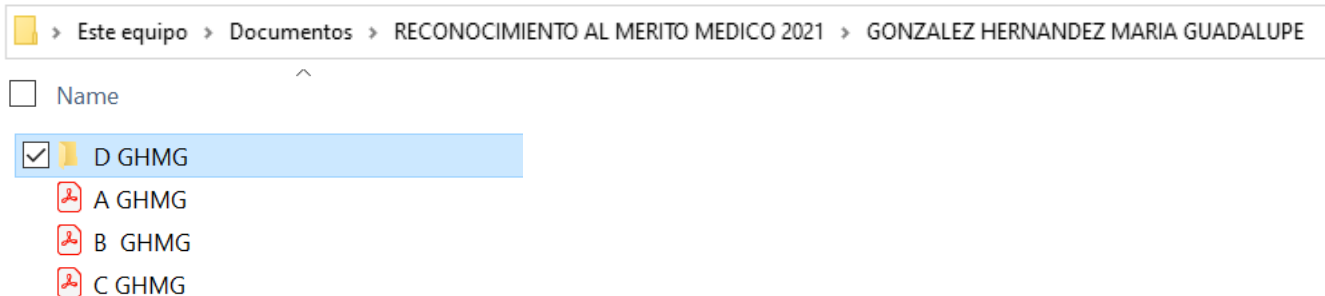 Este equipo > Documentos > RECONOCIMIENTO AL MERITO MEDICO 2021 > GONZALEZ HERNANDEZ MARIA GUADALUPE
Name
D GHMG
A GHMG
B  GHMG
C GHMG